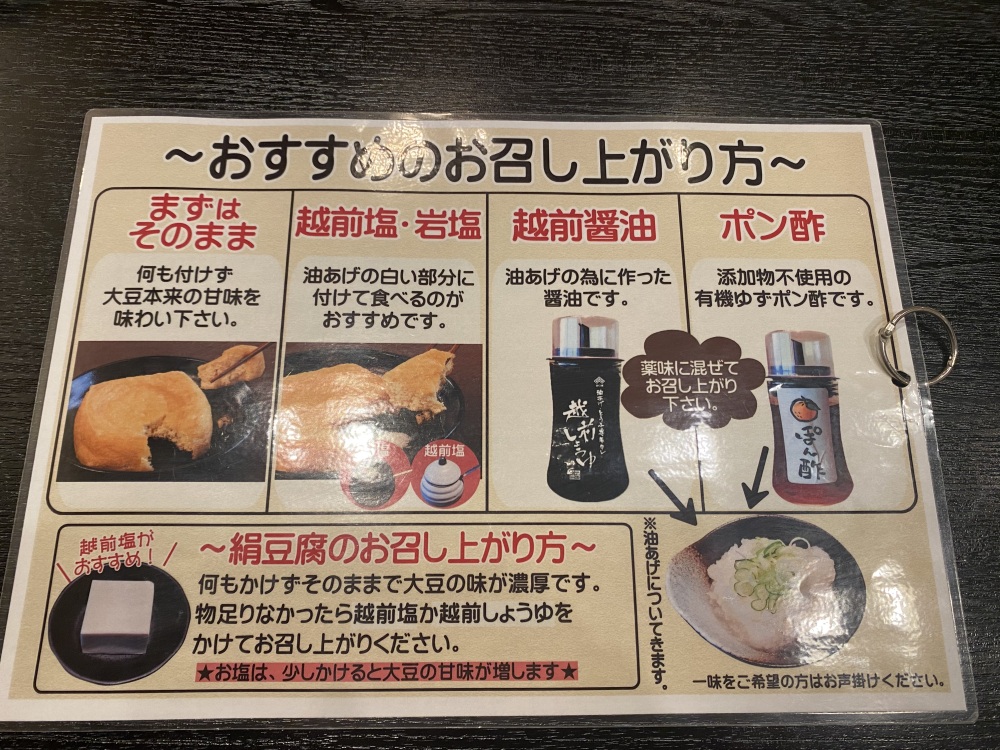 ～おすすめのお召し上がり方～
まずは
そのまま
何も付けず
大豆本来の甘味を
味わい下さい。
越前塩・岩塩
油あげの白い部分に
付けて食べるのが
おすすめです。
越前塩
越前醤油
油あげの為に作った
醤油です。
越前
しょうゆ
ポン酢
添加物不使用の
有機ゆずポン酢です。
ぽん酢
薬味に混ぜて
お召し上がり
下さい。
※油あげについてきます。
一味をご希望の方はお声掛けください。
越前塩が
おすすめ！
～絹豆腐のお召し上がり方～
何もかけずそのままで大豆の味が濃厚です。
物足りなかったら越前塩か越前しょうゆを
かけてお召し上がりください。
★お塩は、少しかけると大豆の甘味が増します★